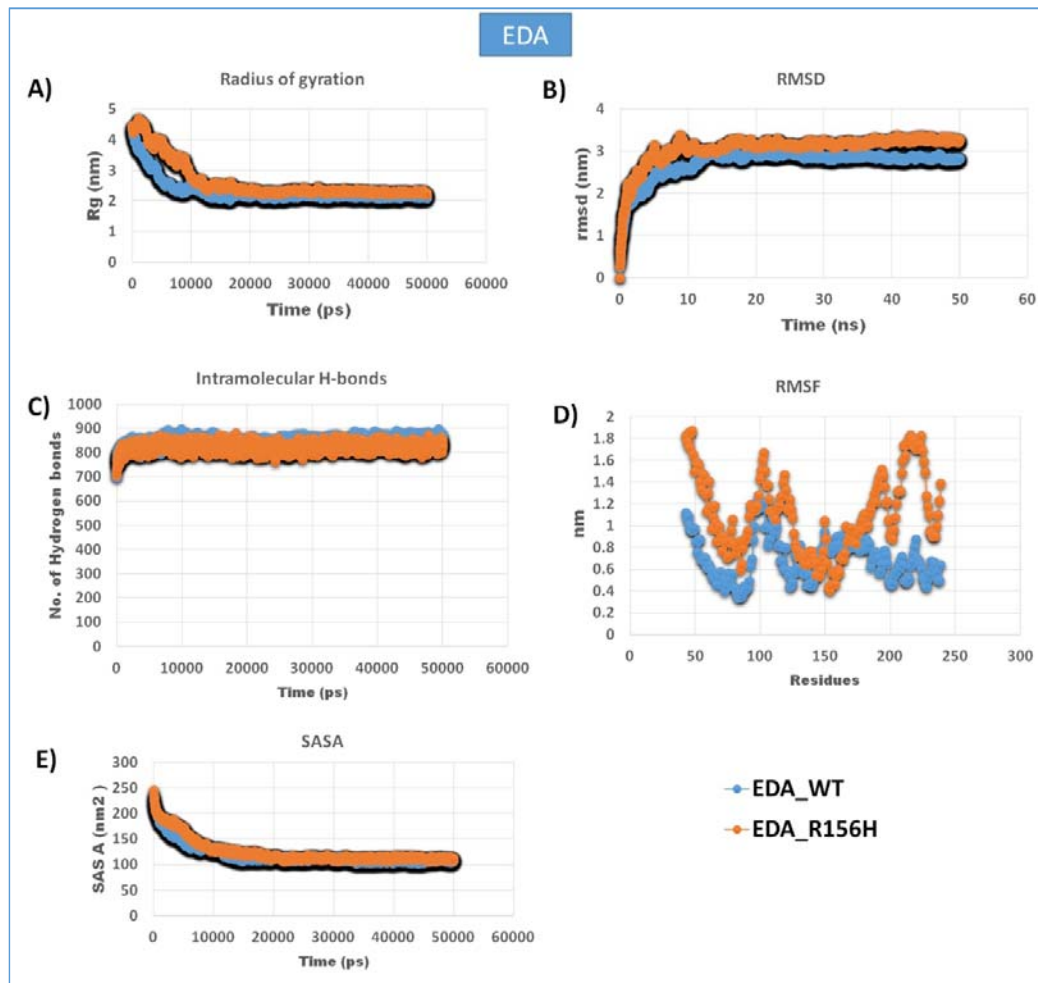 EDA
A)
Radius of gyration
Rg (nm)
5
4
3
2
1
0
0 10000 20000 30000 40000 50000 60000
Time (ps)
B)
RMSD
rmsd (nm)
4
3
2
1
0
0 10 20 30 40 50 60
Time (ns)
C)
Intramolecular H-bonds
No. of Hydrogen bonds
1000
900
800
700
600
500
400
300
200
100
0
0 10000 20000 30000 40000 50000 60000
Time (ps)
D)
RMSF
nm
2
1.8
1.6
1.4
1.2
1
0.8
0.6
0.4
0.2
0
0 50 100 150 200 250 300
Residues
E)
SASA
SAS A (nm2 )
300
250
200
150
100
50
0
0 10000 20000 30000 40000 50000 60000
Time (ps)
EDA_WT
EDA_R156H